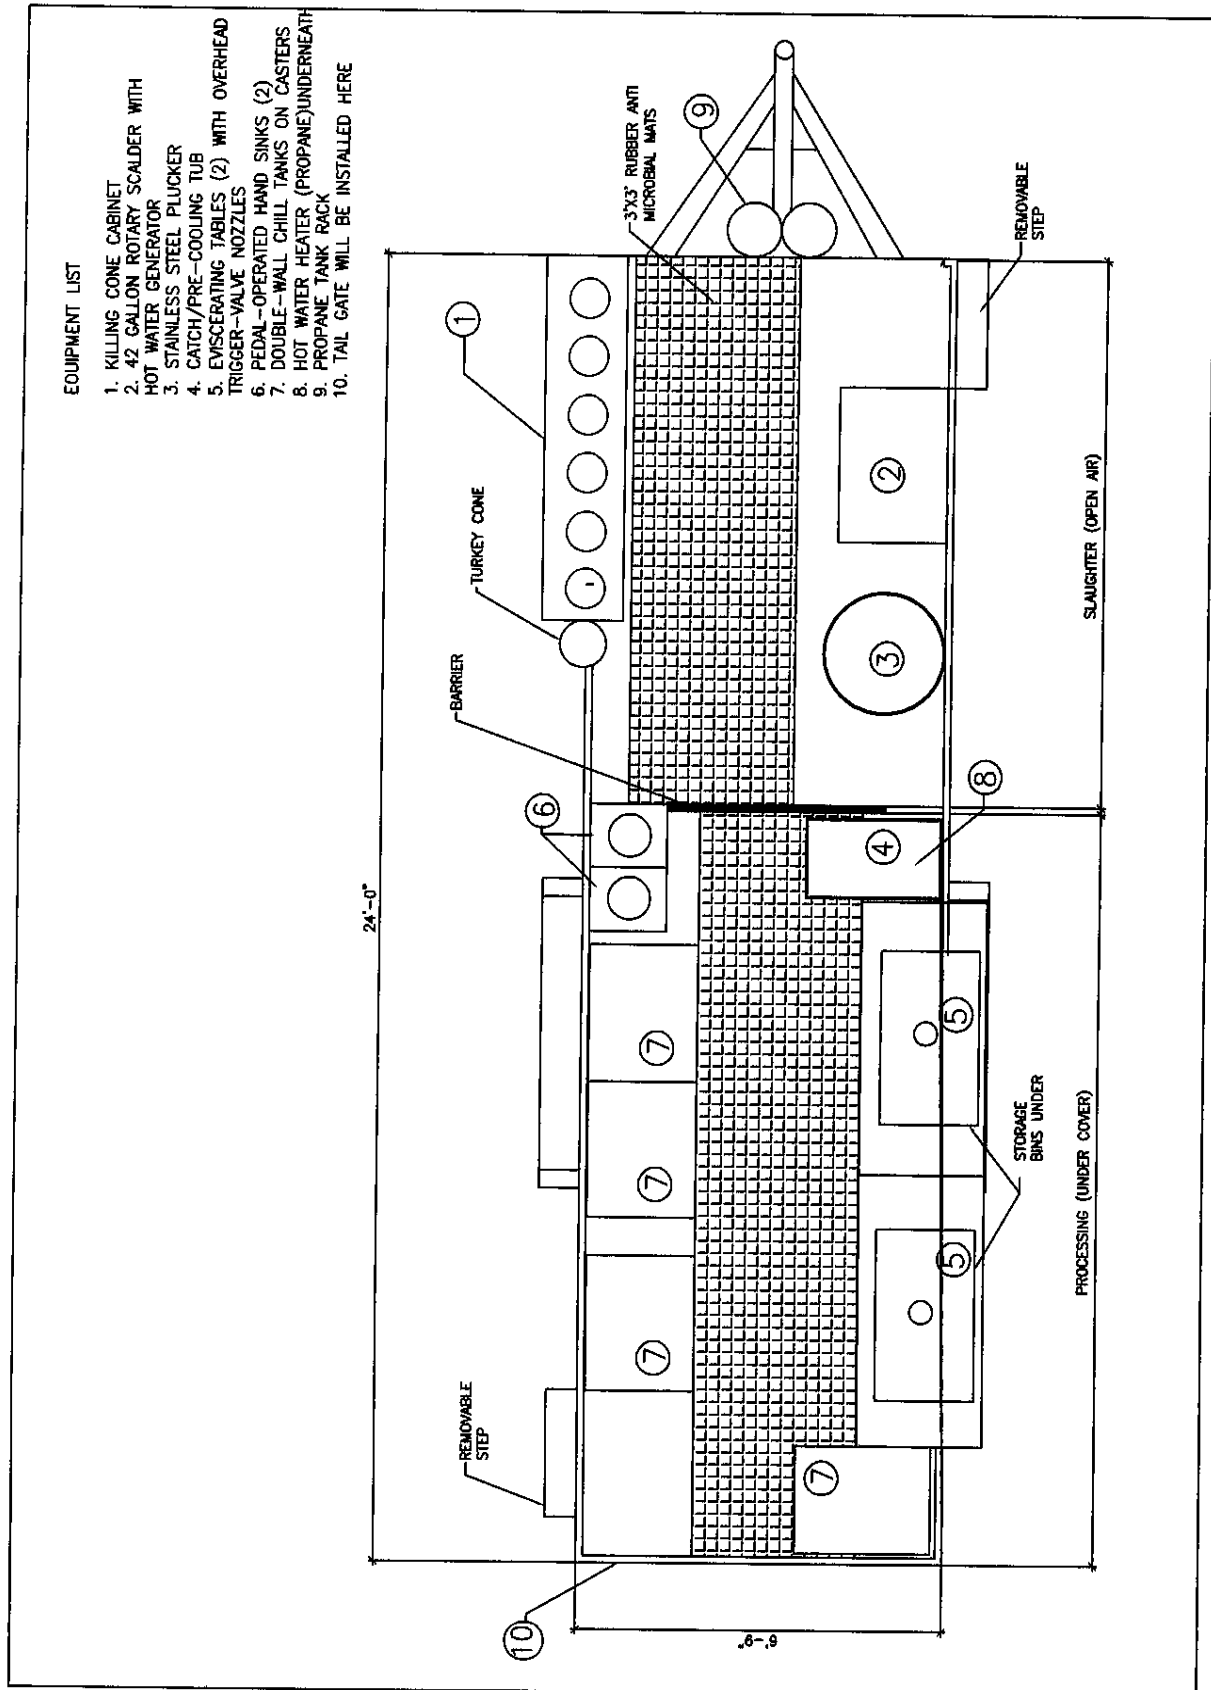 EQUIPMENT LIST
1. KILLING CONE CABINET
2. 42 GALLON ROTARY SCALDER WITH
HOT WATER GENERATOR
3. STAINLESS STEEL PLUCKER
4. CATCH/PRE-COOLING TUB
5. EVISCERATING TABLES (2) WITH OVERHEAD
TRIGGER-VALVE NOZZLES
6. PEDAL-OPERATED HAND SINKS (2)
7. DOUBLE-WALL CHILL TANKS ON CASTERS
8. HOT WATER HEATER (PROPANE)UNDERNEATH
9. PROPANE TANK RACK
10. TAIL GATE WILL BE INSTALLED HERE
24'-0"
REMOVABLE
STEP
6
BARRIER
TURKEY CONE
1
3'X3' RUBBER ANTI
MICROBIAL MATS
9
10
6'-9"
7
7
7
7
5
5
4
8
3
2
REMOVABLE
STEP
STORAGE
BINS UNDER
PROCESSING (UNDER COVER)
SLAUGHTER (OPEN AIR)